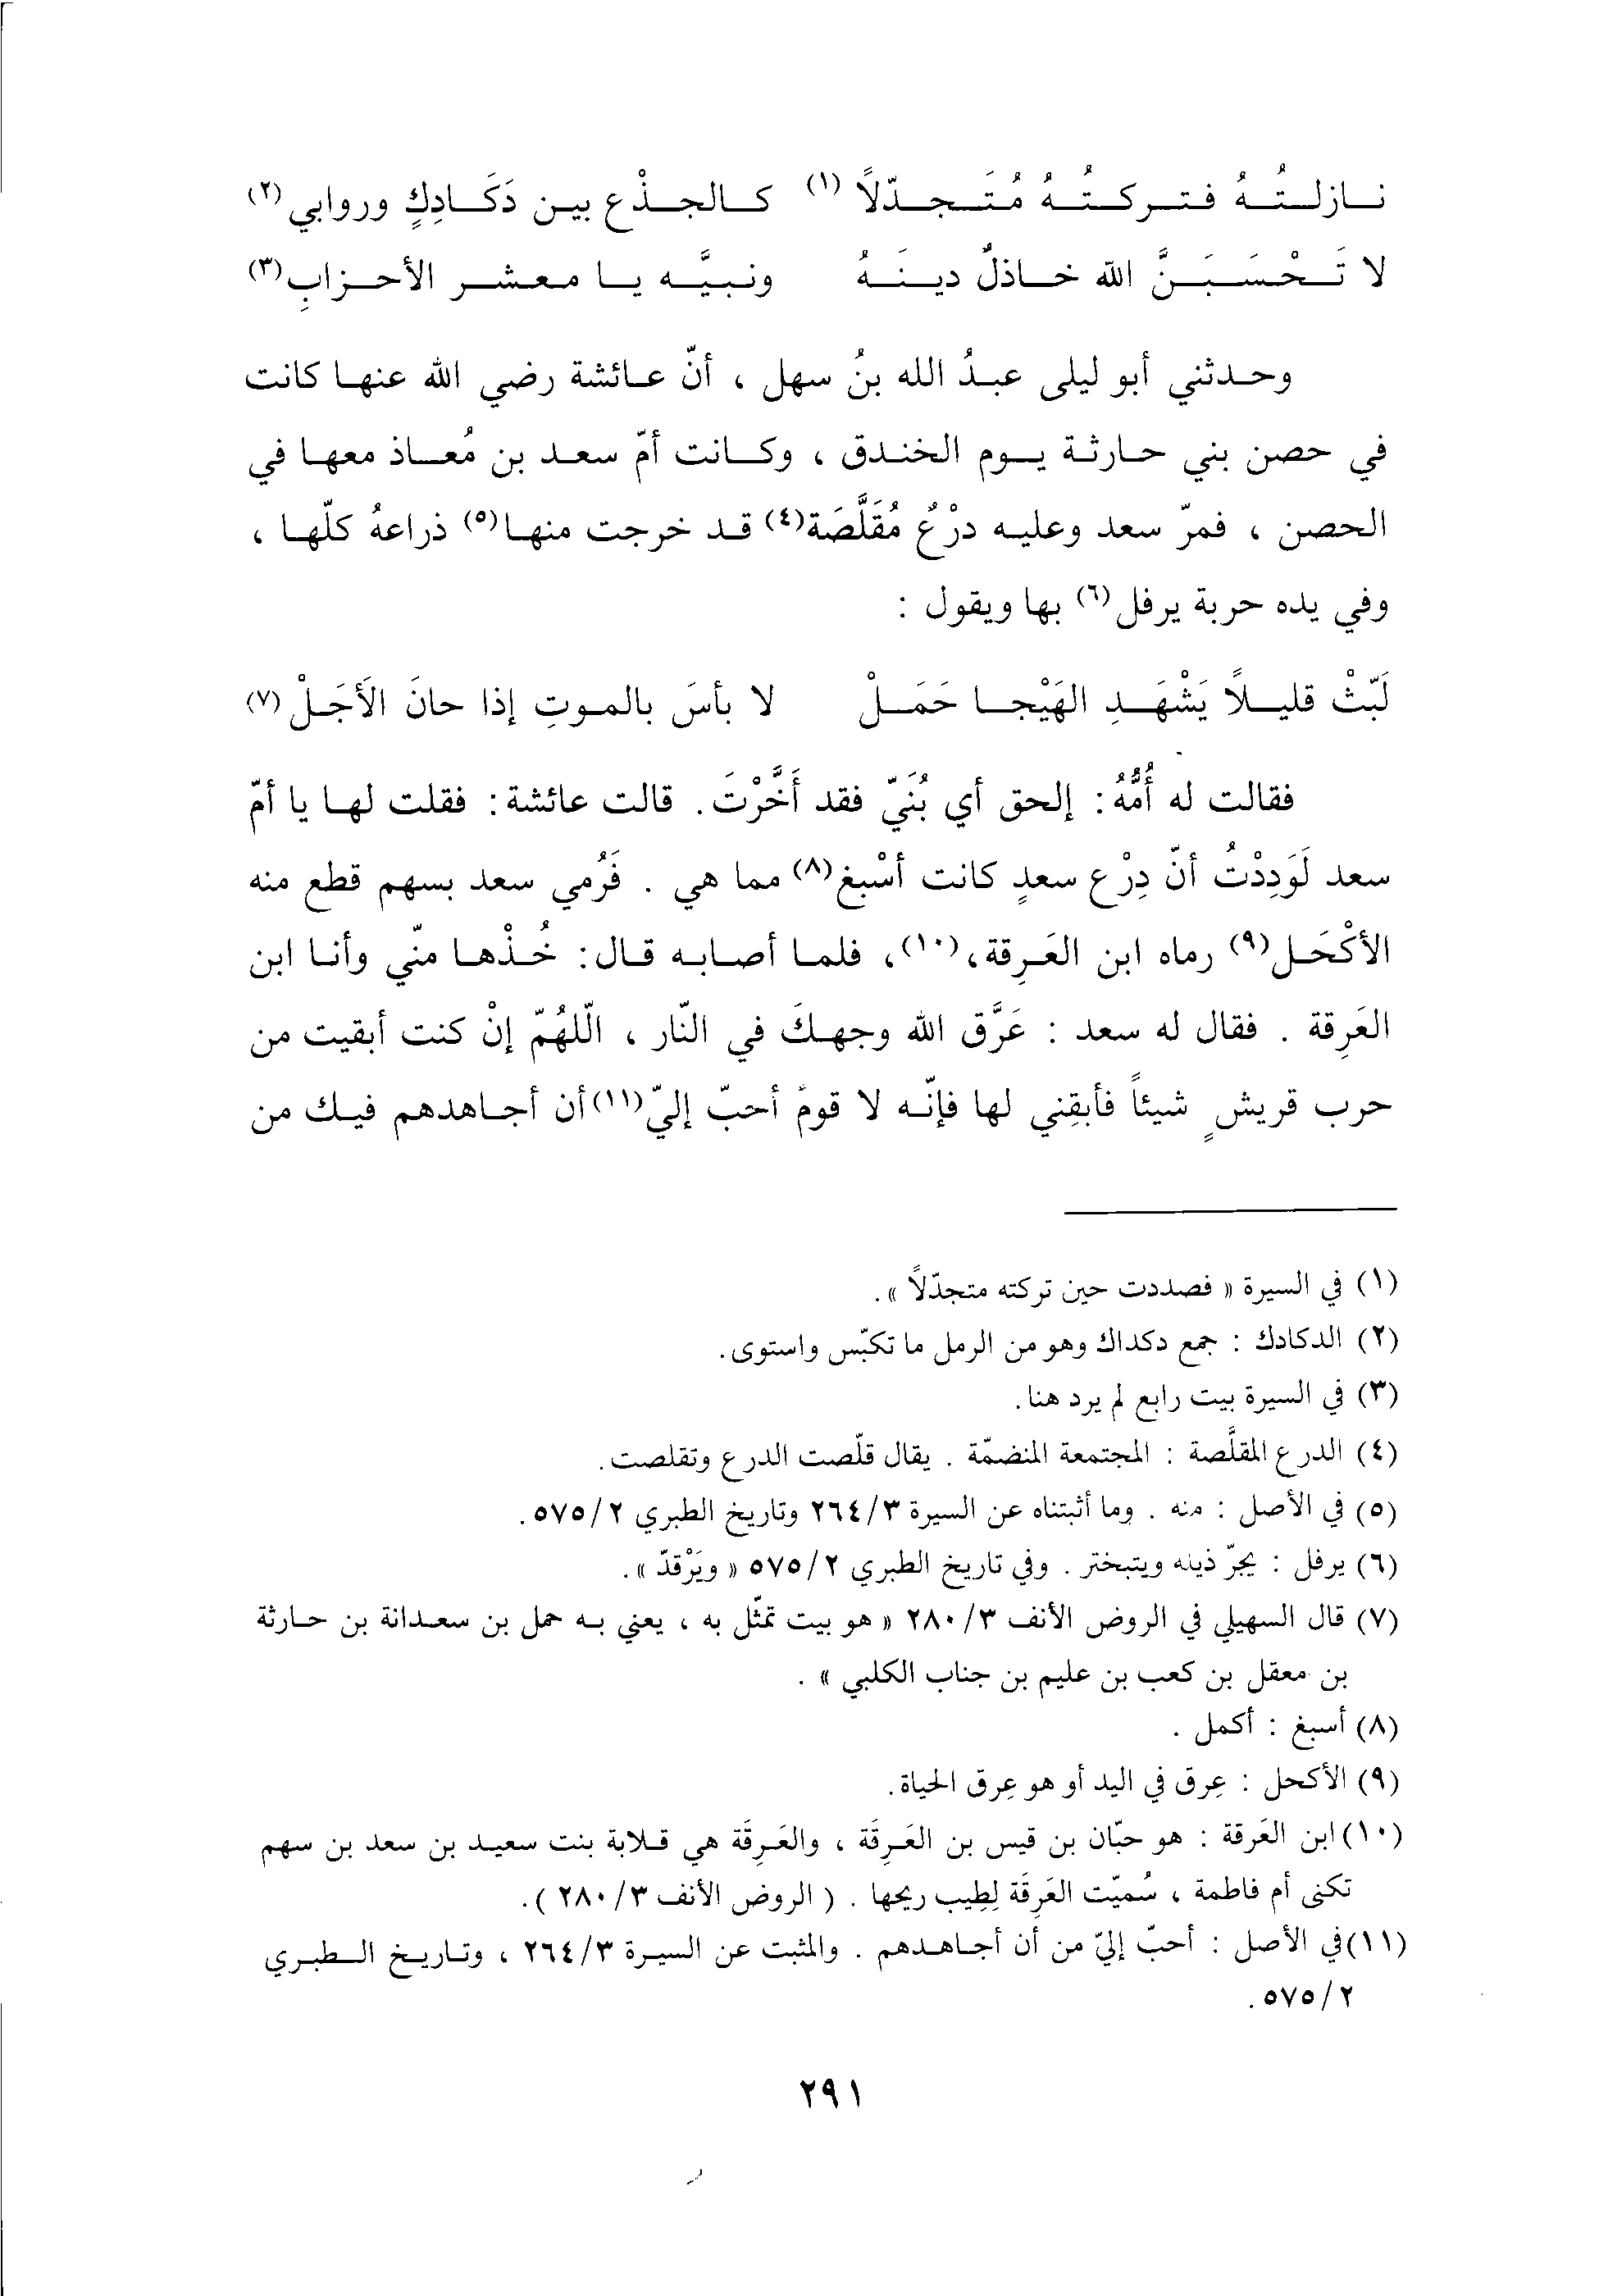 نازلتُهُ فتركتُهُ مُتَجدّلاً (١) كالجذْع بين دَكَادِكٍ وروابي (٢)
لا تَحْسَبَنَّ الله خاذلٌ دينَهُ ونبيَّه يا معشر الأحزابِ (٣)
وحدثني أبو ليلى عبدُ الله بنُ سهل ، أنّ عائشة رضي الله عنها كانت
في حصن بني حارثة يوم الخندق ، وكانت أمّ سعد بن مُعاذ معها في
الحصن ، فمرّ سعد وعليه درْعٌ مُقَلَّصَة (٤) قد خرجت منها (٥) ذراعهُ كلّها ،
وفي يده حربة يرفل (٦) بها ويقول :
لَبّثْ قليلاً يَشْهَدِ الهَيْجا حَمَلْ لا بأسَ بالموتِ إذا حانَ الأَجَلْ (٧)
فقالت له أُمُّهُ : إلحق أي بُنَيّ فقد أَخَّرْتَ . قالت عائشة : فقلت لها يا أمّ
سعد لَوَدِدْتُ أنّ دِرْع سعدٍ كانت أسْبغ (٨) مما هي . فَرُمي سعد بسهم قطع منه
الأكْحَل (٩) رماه ابن العَرِقة، (١٠) ، فلما أصابه قال : خُذْها منّي وأنا ابن
العَرِقة . فقال له سعد : عَرَّق الله وجهكَ في النّار ، الّلهُمّ إنْ كنت أبقيت من
حرب قريشٍ شيئاً فأبقِني لها فإنّه لا قومٌ أحبّ إليّ (١١) أن أجاهدهم فيك من
(١) في السيرة « فصددت حين تركته متجدّلاً » .
(٢) الدكادك : جمع دكداك وهو من الرمل ما تكبّس واستوى .
(٣) في السيرة بيت رابع لم يرد هنا .
(٤) الدرع المقلَّصة : المجتمعة المنضمّة . يقال قلّصت الدرع وتقلصت .
(٥) في الأصل : منه . وما أثبتناه عن السيرة ٣/ ٢٦٤ وتاريخ الطبري ٢/ ٥٧٥ .
(٦) يرفل : يجرّ ذيله ويتبختر . وفي تاريخ الطبري ٢/ ٥٧٥ « ويَرْقدّ » .
(٧) قال السهيلي في الروض الأنف ٣/ ٢٨٠ « هو بيت تمثّل به ، يعني به حمل بن سعدانة بن حارثة
بن معقل بن كعب بن عليم بن جناب الكلبي » .
(٨) أسبغ : أكمل .
(٩) الأكحل : عِرق في اليد أو هو عِرق الحياة .
(١٠) ابن العَرقة : هو حبّان بن قيس بن العَرِقَة ، والعَرِقَة هي قلابة بنت سعيد بن سعد بن سهم
تكنى أم فاطمة ، سُميّت العَرِقَة لِطِيب ريحها . ( الروض الأنف ٣/ ٢٨٠ ) .
(١١) في الأصل : أحبّ إليّ من أن أجاهدهم . والمثبت عن السيرة ٣/ ٢٦٤ ، وتاريخ الطبري
٢/ ٥٧٥ .
٢٩١